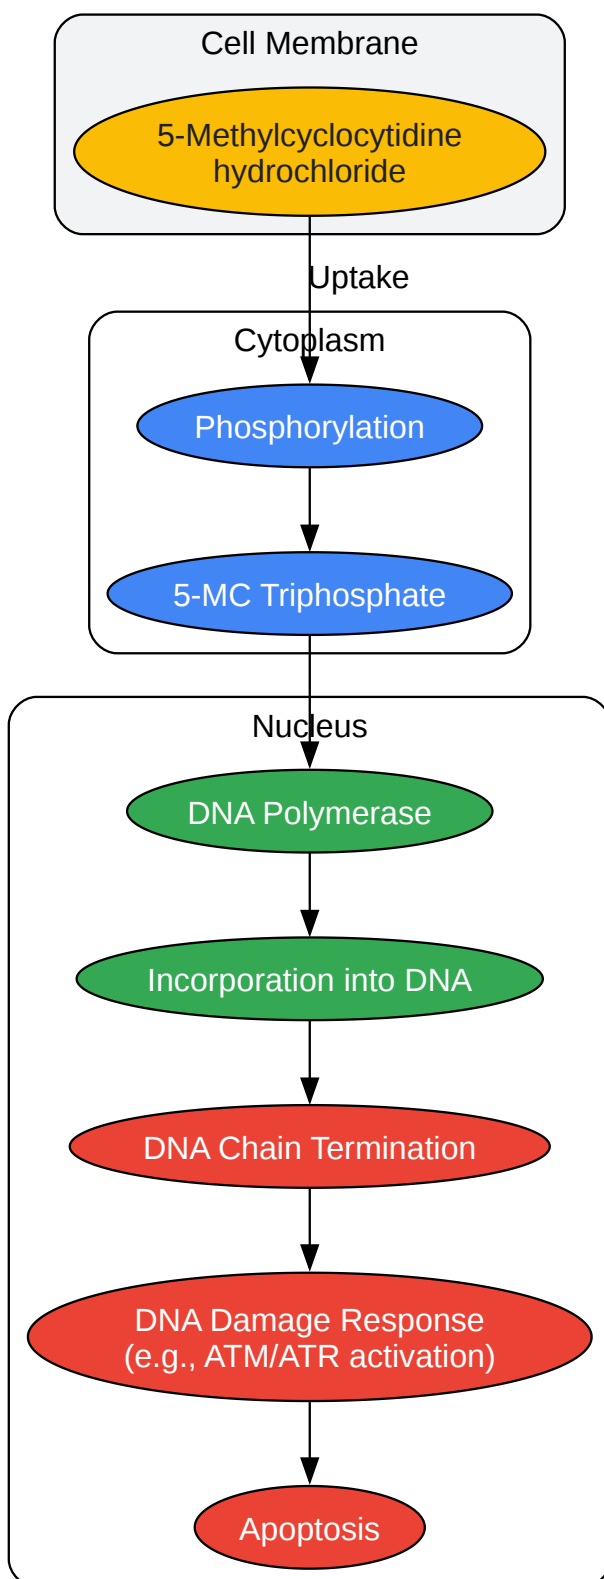 Cell Membrane
5-Methylcyclocytidine
hydrochloride
Uptake
Cytoplasm
Phosphorylation
5-MC Triphosphate
Nucleus
DNA Polymerase
Incorporation into DNA
DNA Chain Termination
DNA Damage Response
(e.g., ATM/ATR activation)
Apoptosis